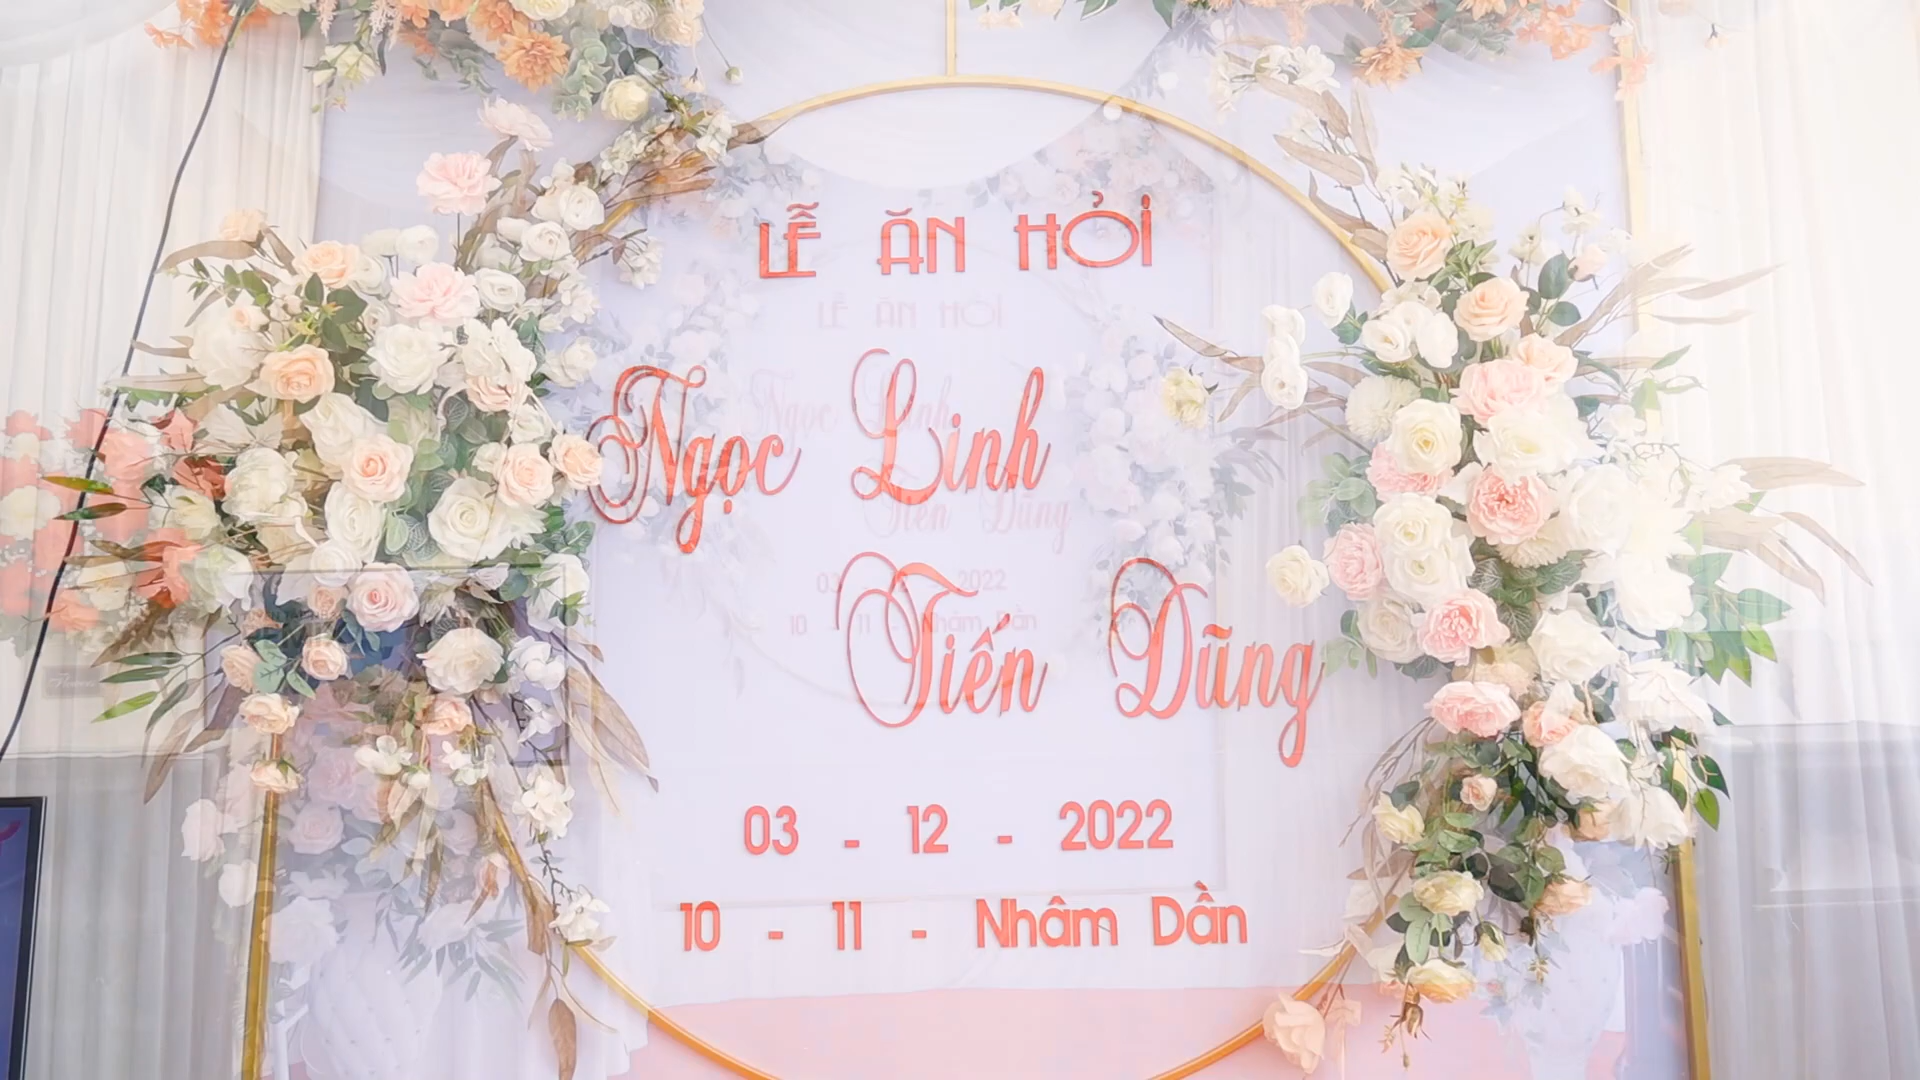 LỄ ĂN HỎI
Ngọc Linh
Tiến Dũng
03 - 12 - 2022
10 - 11 - Nhâm Dần